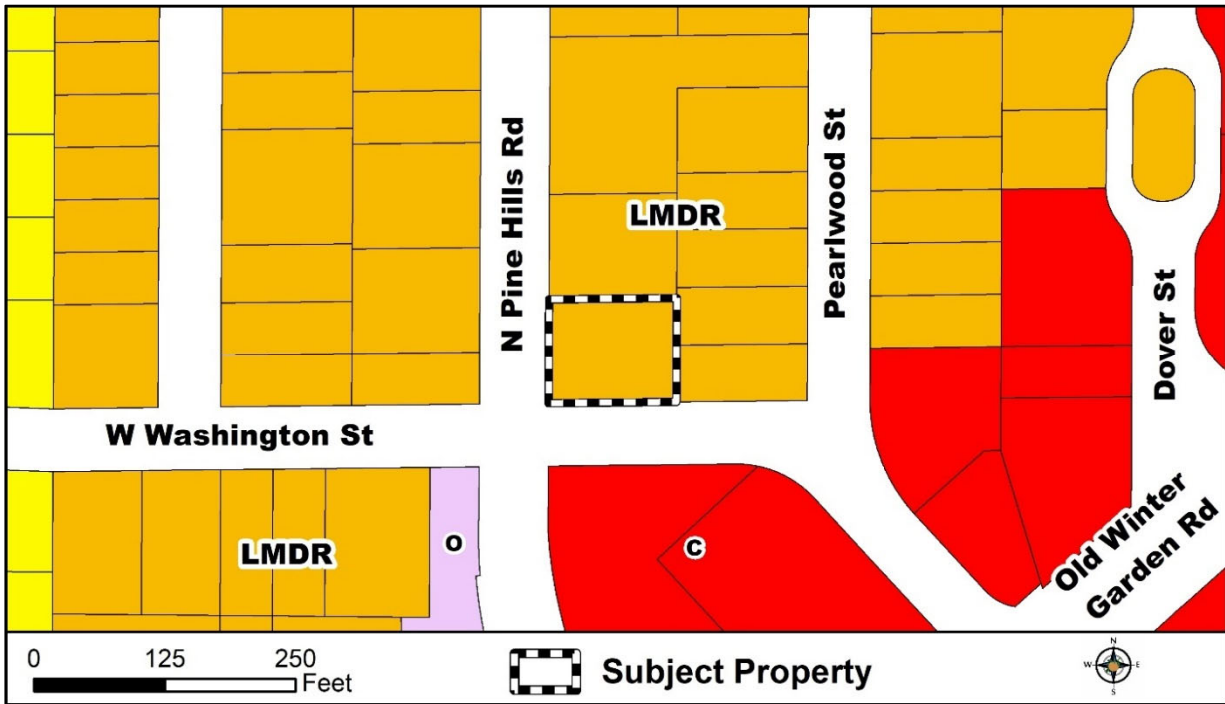 N Pine Hills Rd
LMDR
Pearlwood St
Dover St
W Washington St
LMDR
O
C
Old Winter
Garden Rd
0 125 250
Feet
Subject Property
N
W E
S